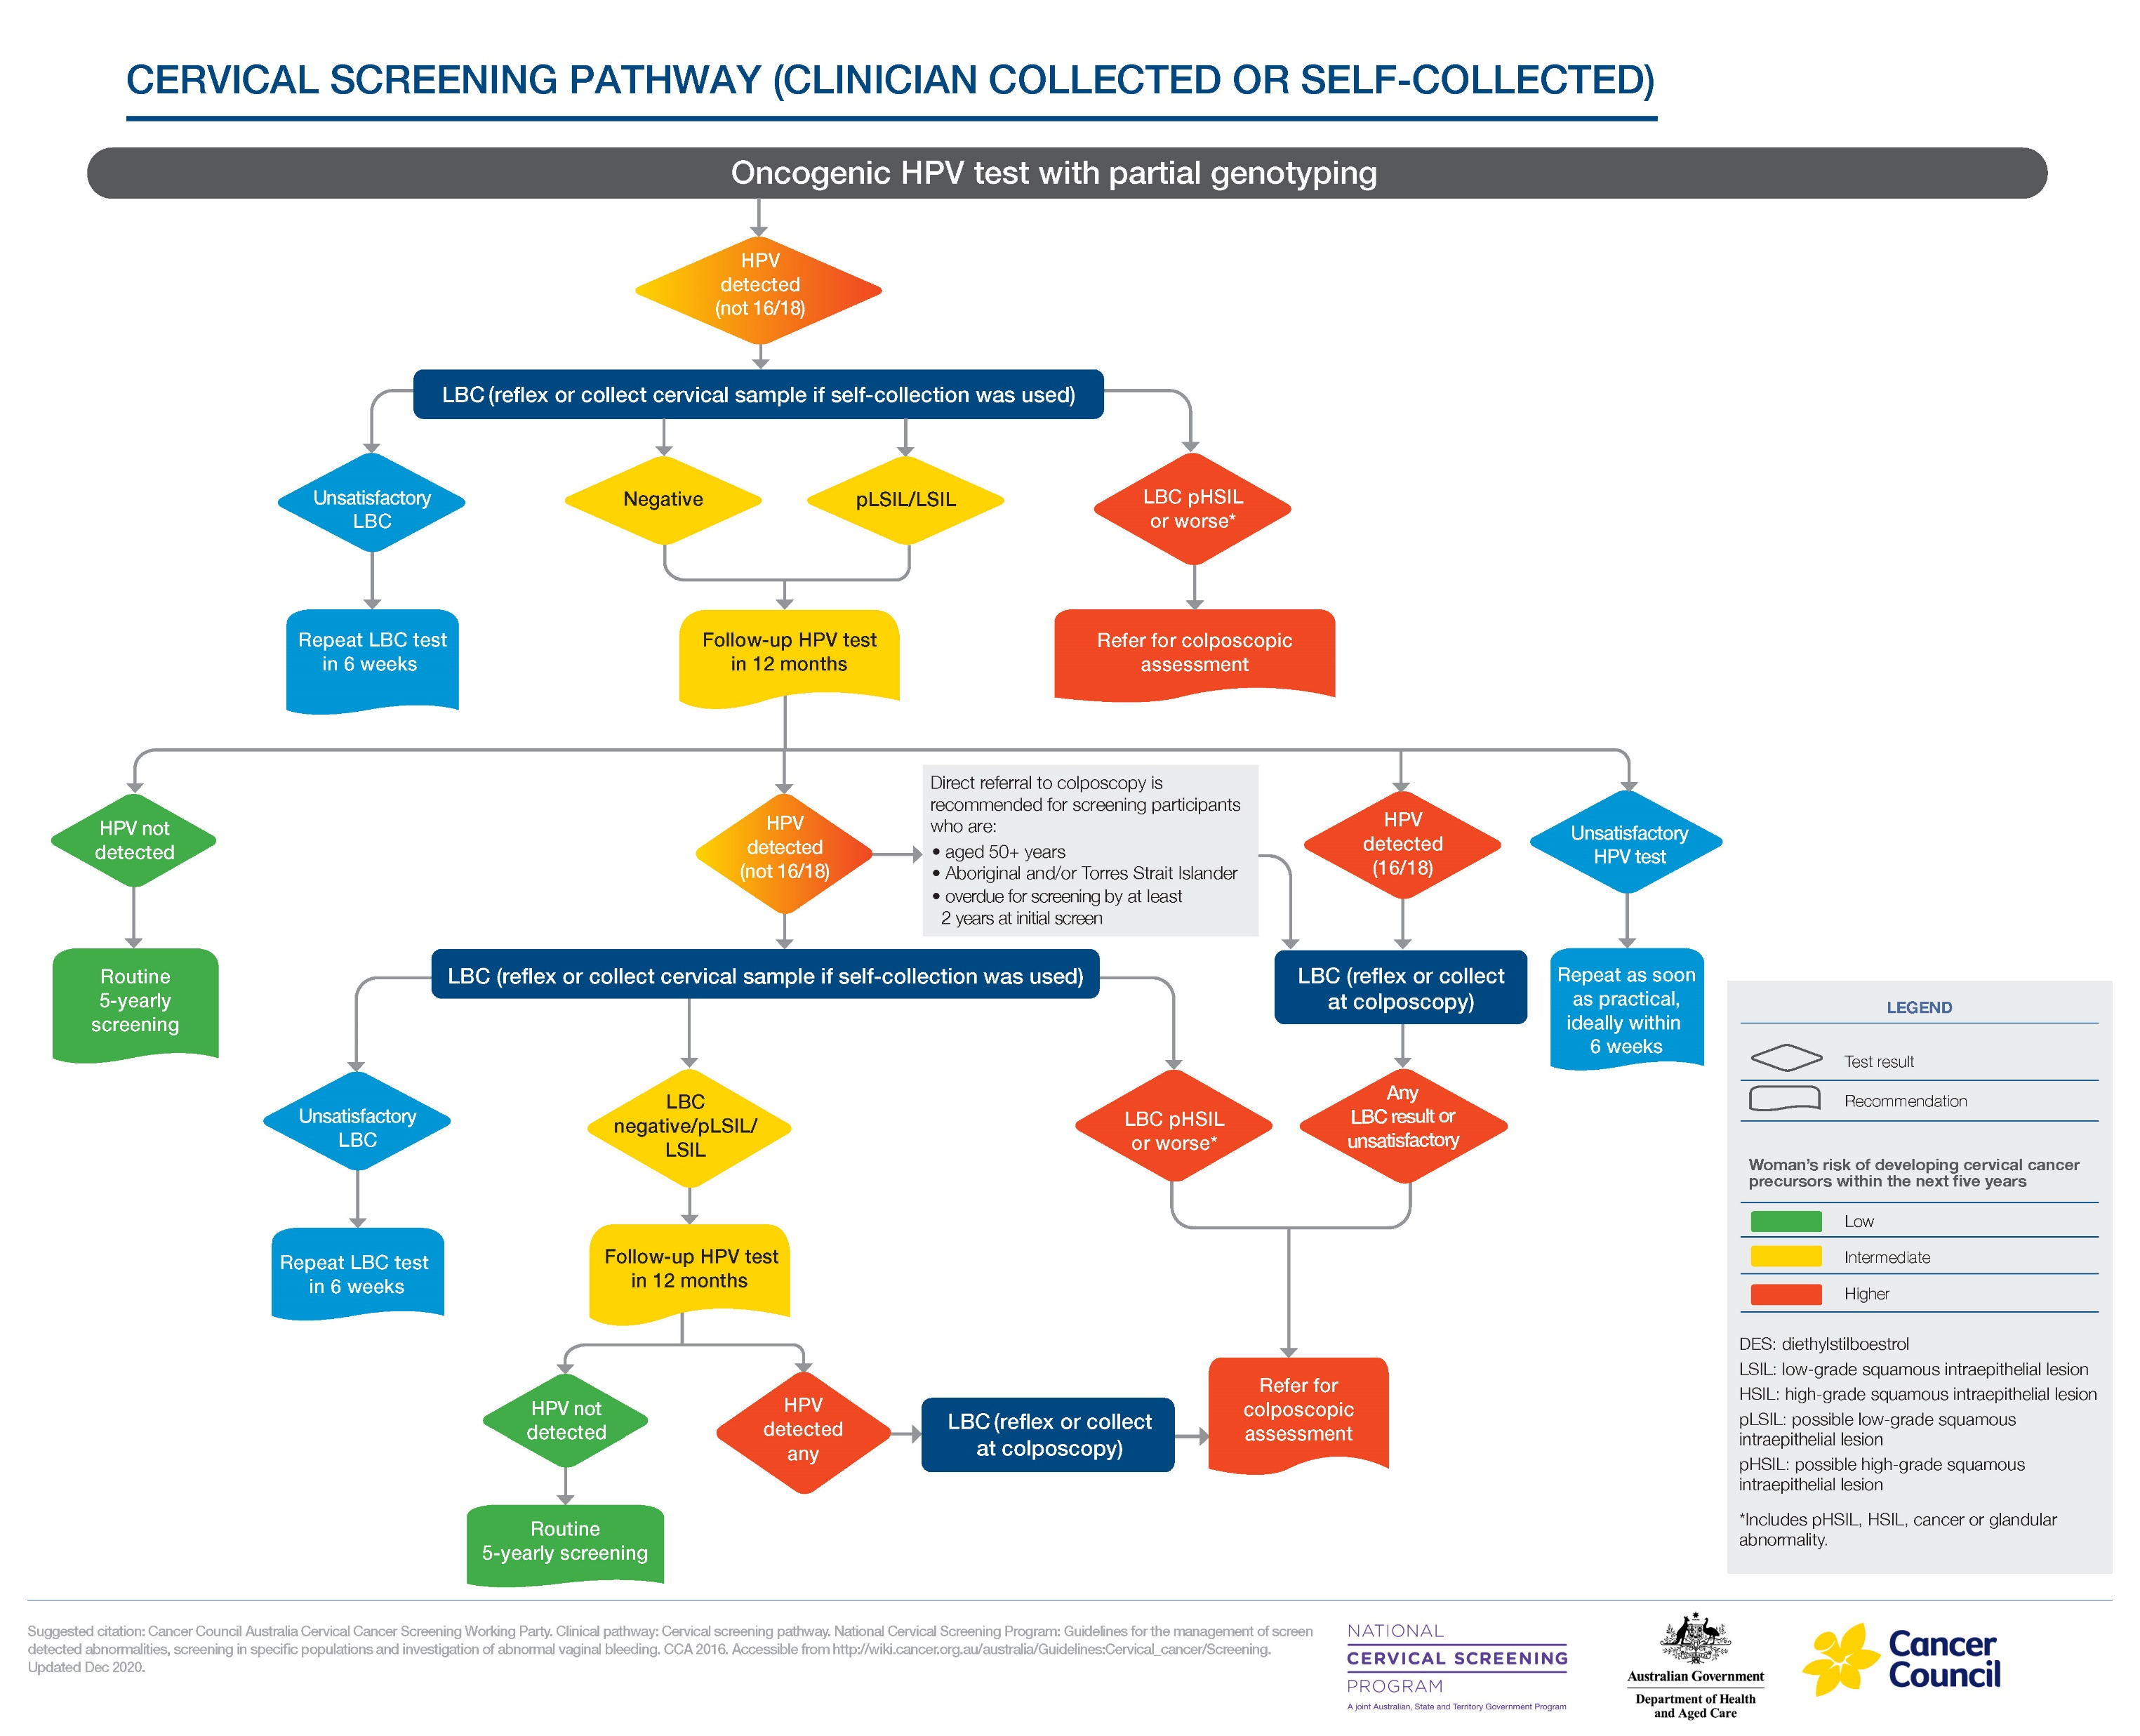 CERVICAL SCREENING PATHWAY (CLINICIAN COLLECTED OR SELF-COLLECTED)
Oncogenic HPV test with partial genotyping
HPV
detected
(not 16/18)
LBC (reflex or collect cervical sample if self-collection was used)
Unsatisfactory
LBC
Negative
pLSIL/LSIL
LBC pHSIL
or worse*
Repeat LBC test
in 6 weeks
Follow-up HPV test
in 12 months
Refer for colposcopic
assessment
HPV not
detected
HPV
detected
(not 16/18)
Direct referral to colposcopy is
recommended for screening participants
who are:
• aged 50+ years
• Aboriginal and/or Torres Strait Islander
• overdue for screening by at least
2 years at initial screen
HPV
detected
(16/18)
Unsatisfactory
HPV test
Routine
5-yearly
screening
LBC (reflex or collect cervical sample if self-collection was used)
LBC (reflex or collect
at colposcopy)
Repeat as soon
as practical,
ideally within
6 weeks
Unsatisfactory
LBC
LBC
negative/pLSIL/
LSIL
LBC pHSIL
or worse*
Any
LBC result or
unsatisfactory
Repeat LBC test
in 6 weeks
Follow-up HPV test
in 12 months
HPV not
detected
HPV
detected
any
LBC (reflex or collect
at colposcopy)
Refer for
colposcopic
assessment
Routine
5-yearly screening
LEGEND
Test result
Recommendation
Woman's risk of developing cervical cancer
precursors within the next five years
Low
Intermediate
Higher
DES: diethylstilboestrol
LSIL: low-grade squamous intraepithelial lesion
HSIL: high-grade squamous intraepithelial lesion
pLSIL: possible low-grade squamous
intraepithelial lesion
pHSIL: possible high-grade squamous
intraepithelial lesion
*Includes pHSIL, HSIL, cancer or glandular
abnormality.
Suggested citation: Cancer Council Australia Cervical Cancer Screening Working Party. Clinical pathway: Cervical screening pathway. National Cervical Screening Program: Guidelines for the management of screen
detected abnormalities, screening in specific populations and investigation of abnormal vaginal bleeding. CCA 2016. Accessible from http://wiki.cancer.org.au/australia/Guidelines:Cervical_cancer/Screening.
Updated Dec 2020.
NATIONAL
CERVICAL SCREENING
PROGRAM
A joint Australian, State and Territory Government Program
Australian Government
Department of Health
and Aged Care
Cancer
Council